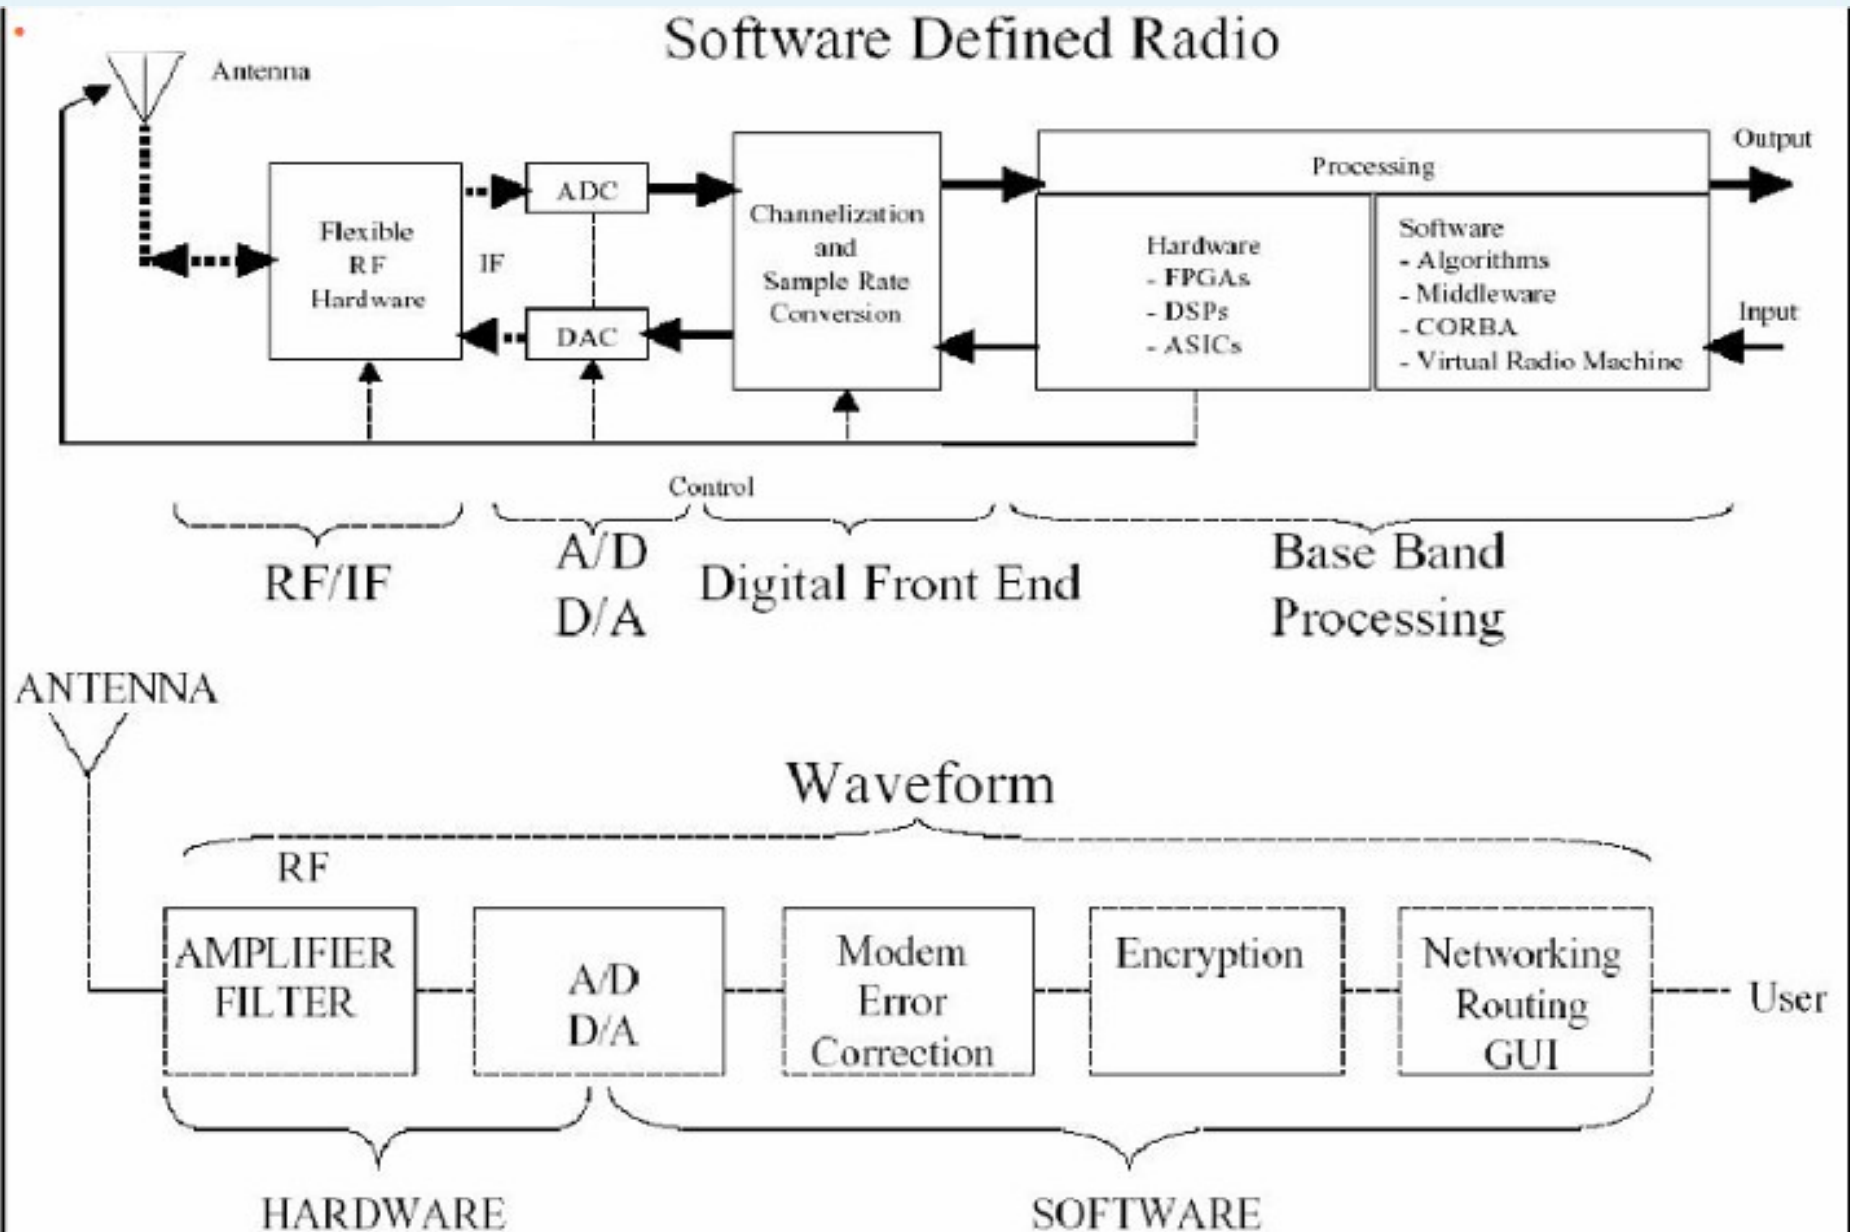 Software Defined Radio
Antenna
Flexible
RF
Hardware
IF
ADC
DAC
Channelization
and
Sample Rate
Conversion
Processing
Hardware
- FPGAs
- DSPs
- ASICs
Software
- Algorithms
- Middleware
- CORBA
- Virtual Radio Machine
Output
Input
Control
RF/IF
A/D
D/A
Digital Front End
Base Band
Processing
ANTENNA
Waveform
RF
AMPLIFIER
FILTER
A/D
D/A
Modem
Error
Correction
Encryption
Networking
Routing
GUI
User
HARDWARE
SOFTWARE